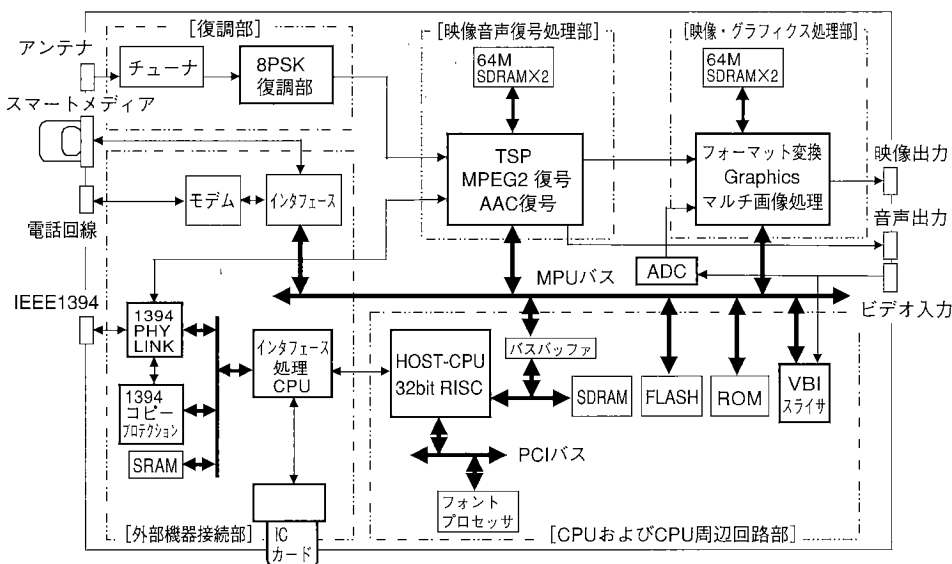 [復調部]
[映像音声復号処理部]
[映像・グラフィクス処理部]
アンテナ
チューナ
8PSK
復調部
64M
SDRAM×2
64M
SDRAM×2
スマートメディア
TSP
MPEG2 復号
AAC復号
フォーマット変換
Graphics
マルチ画像処理
映像出力
モデム
インタフェース
電話回線
音声出力
ADC
MPUバス
IEEE1394
ビデオ入力
1394
PHY
LINK
インタフェース
処理
CPU
HOST-CPU
32bit RISC
バスバッファ
1394
コピー
プロテクション
SDRAM
FLASH
ROM
VBI
スライサ
SRAM
PCIバス
フォント
プロセッサ
[外部機器接続部]
IC
カード
[CPUおよびCPU周辺回路部]